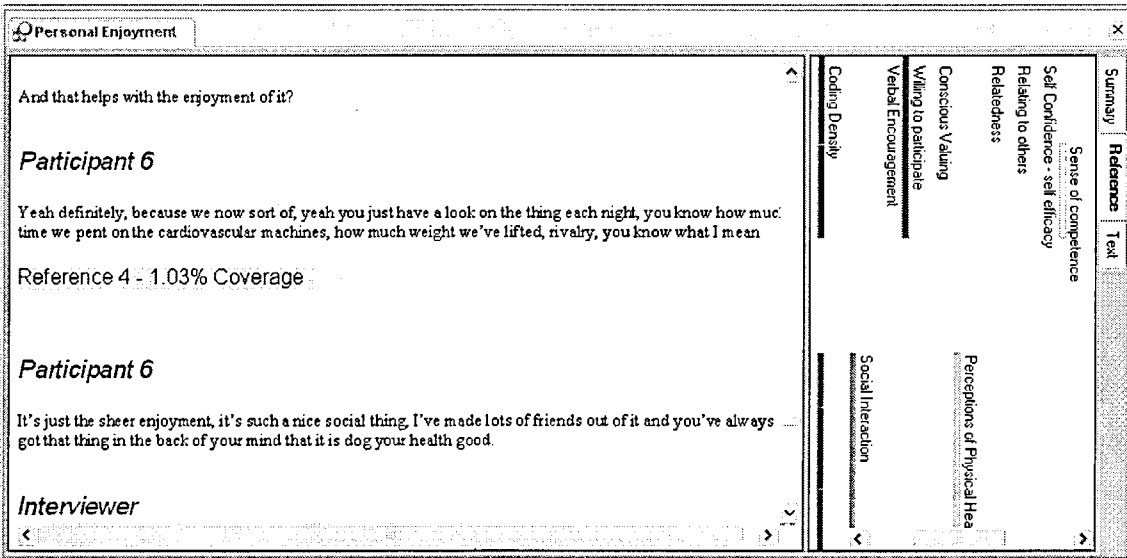 Personal Enjoyment
And that helps with the enjoyment of it?
Participant 6
Yeah definitely, because we now sort of, yeah you just have a look on the thing each night, you know how muc
time we pent on the cardiovascular machines, how much weight we've lifted, rivalry, you know what I mean
Reference 4 - 1.03% Coverage
Participant 6
It's just the sheer enjoyment, it's such a nice social thing, I've made lots of friends out of it and you've always
got that thing in the back of your mind that it is dog your health good.
Interviewer
Coding Density
Verbal Encouragement
Willing to participate
Conscious Valuing
Relatedness
Relating to others
Self Confidence - self efficacy
Sense of competence
Social Interaction
Perceptions of Physical Hea
Summary
Reference
Text